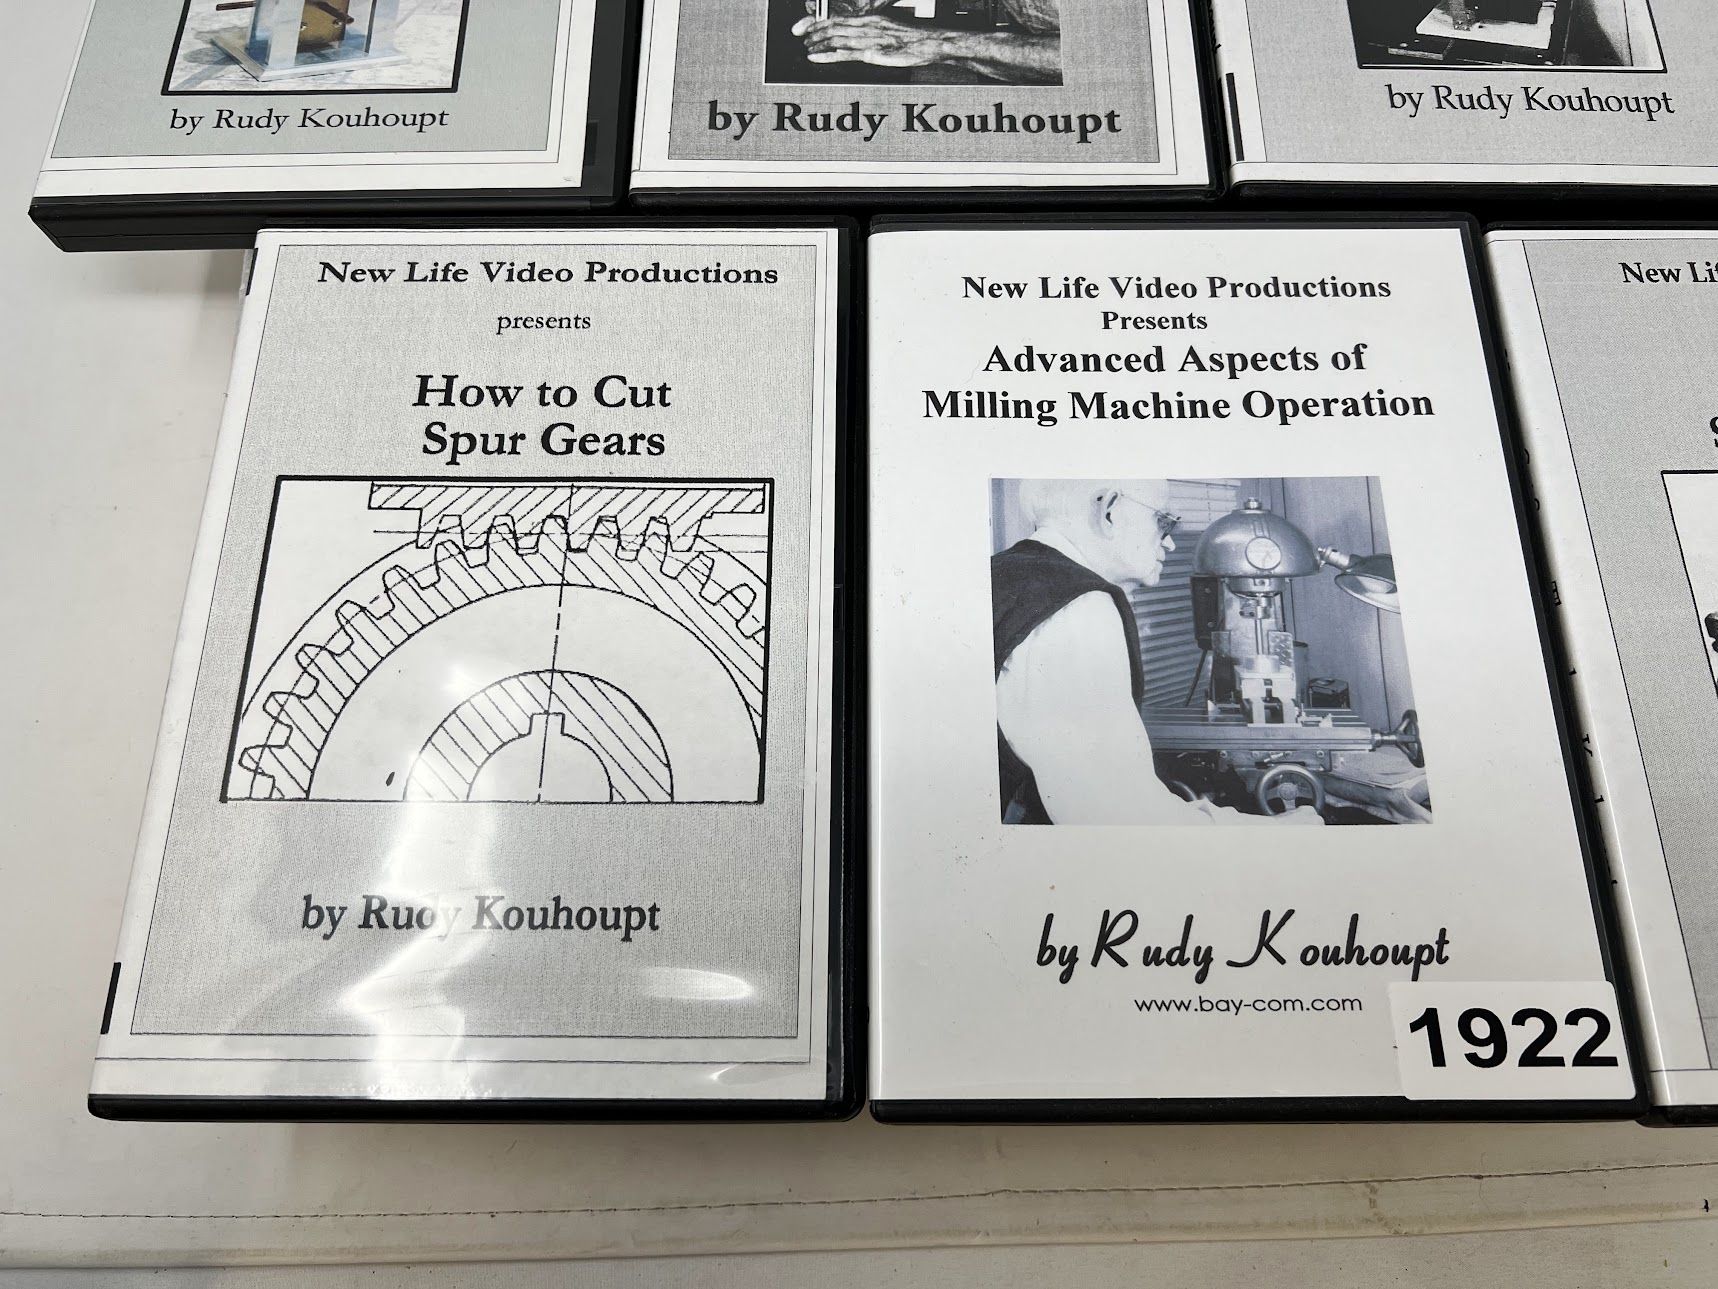 by Rudy Kouhoupt
by Rudy Kouhoupt
by Rudy Kouhoupt
New Life Video Productions
presents
How to Cut
Spur Gears
by Rudy Kouhoupt
New Life Video Productions
Presents
Advanced Aspects of
Milling Machine Operation
by Rudy Kouhoupt
www.bay-com.com
1922
New